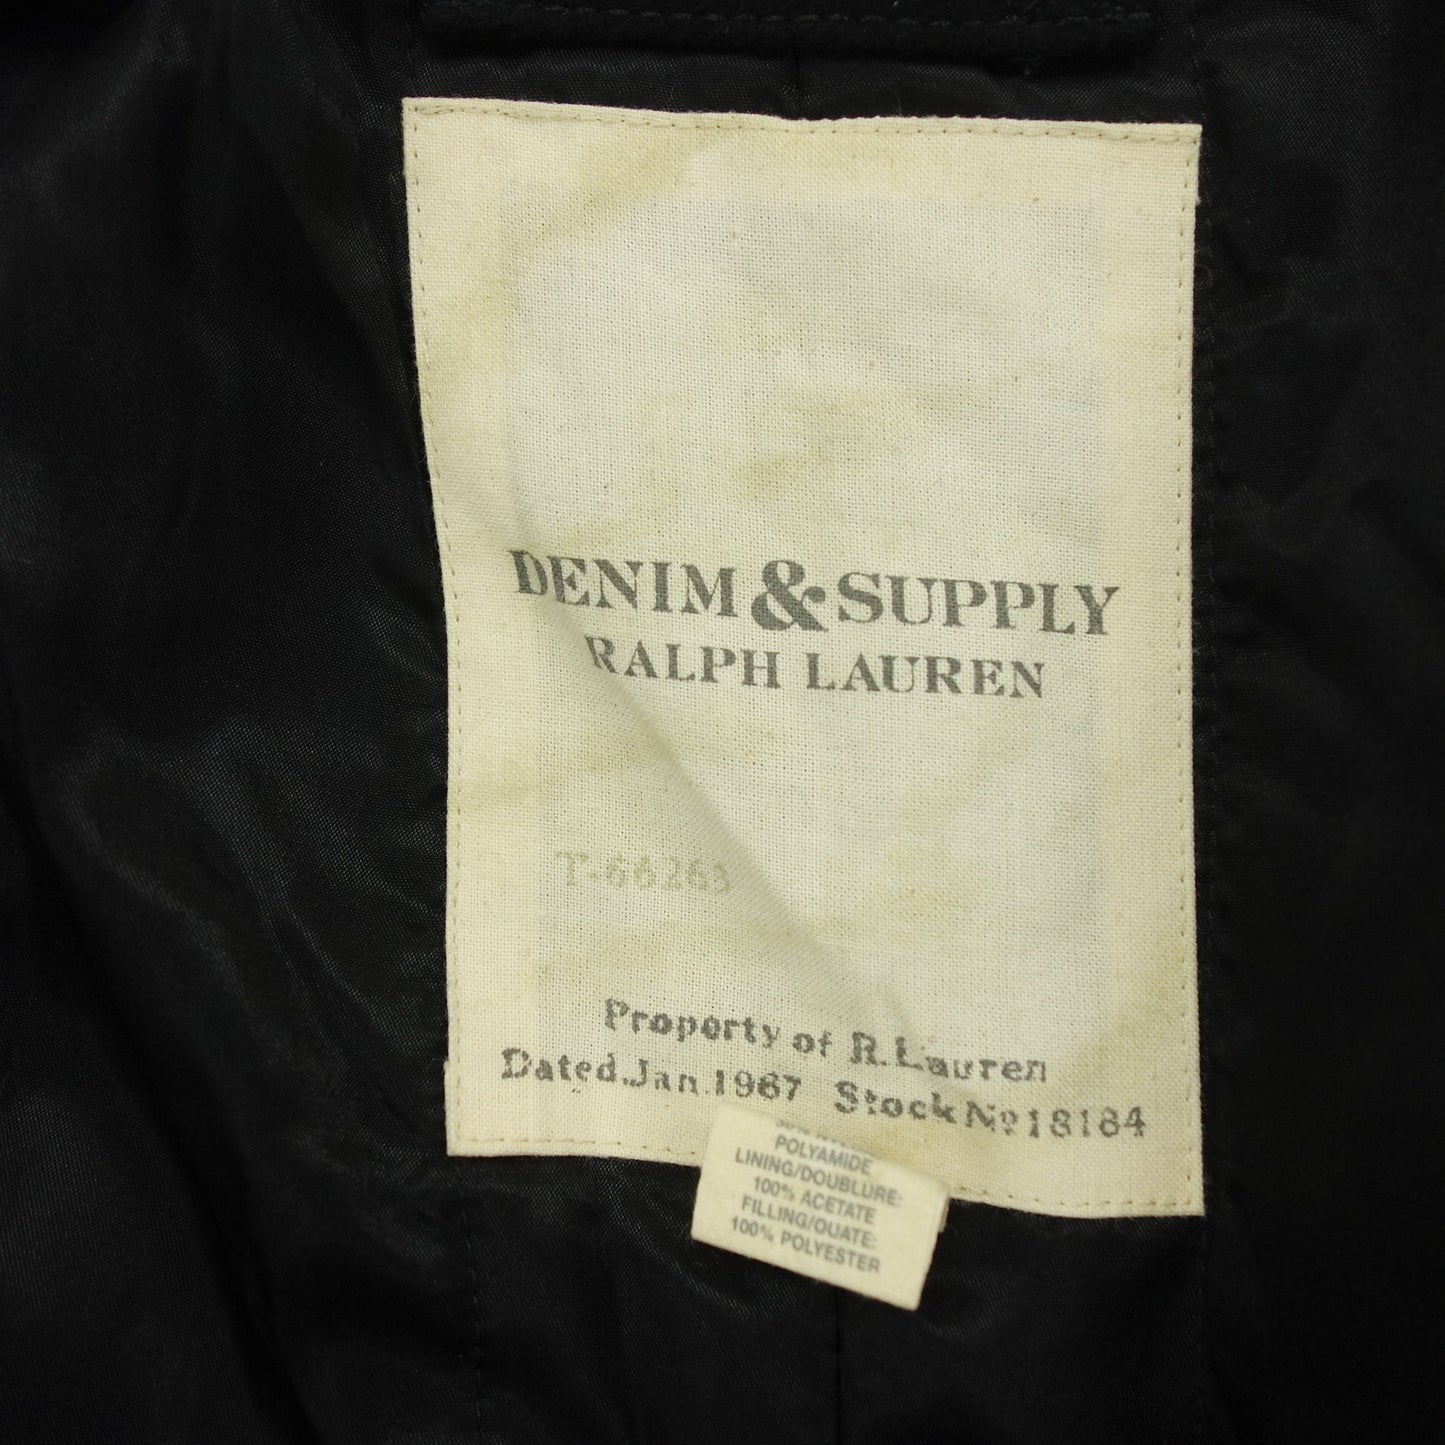 DENIM & SUPPLY
RALPH LAUREN
T-66263
Property of R. Lauren
Dated Jan. 1967 Stock No 18184
POLYAMIDE
LINING/DOUBLURE:
100% ACETATE
FILLING/OUATE:
100% POLYESTER